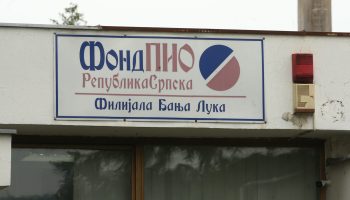 ФондПИО
РепубликаСрпска
Филијала Бања Лука